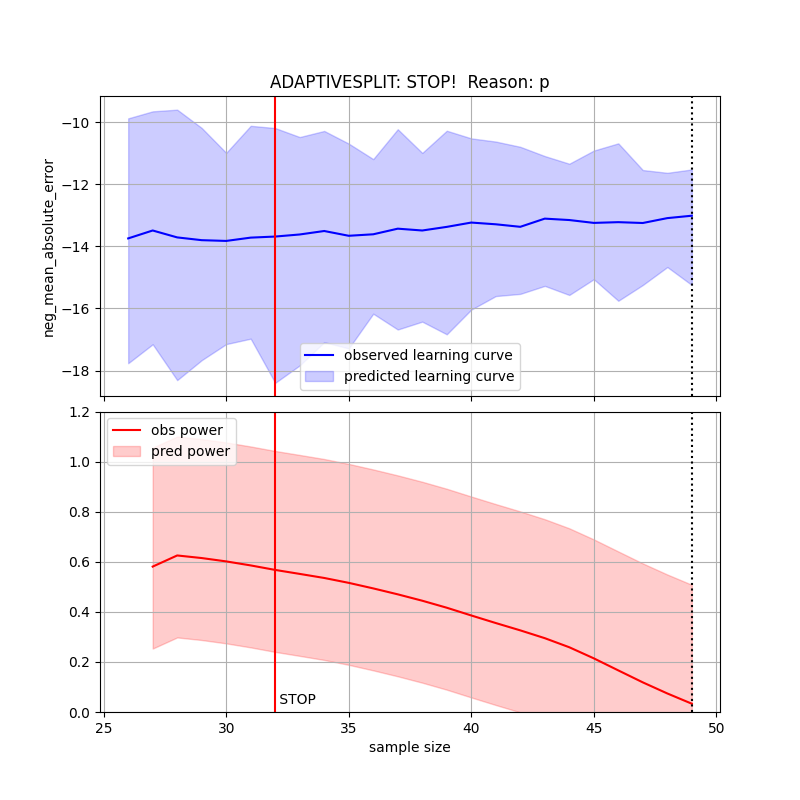 ADAPTIVESPLIT: STOP!  Reason: p
neg_mean_absolute_error
−10
−12
−14
−16
−18
observed learning curve
predicted learning curve
1.2
1.0
0.8
0.6
0.4
0.2
0.0
obs power
pred power
STOP
25
30
35
40
45
50
sample size